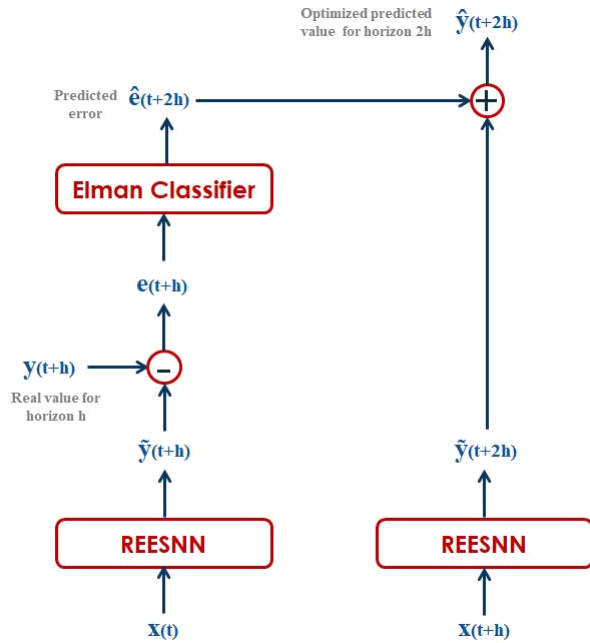 Optimized predicted
value for horizon 2h
ŷ(t+2h)
Predicted
error
ê(t+2h)
+
Elman Classifier
e(t+h)
y(t+h)
−
Real value for
horizon h
ỹ(t+h)
ỹ(t+2h)
REESNN
REESNN
x(t)
x(t+h)